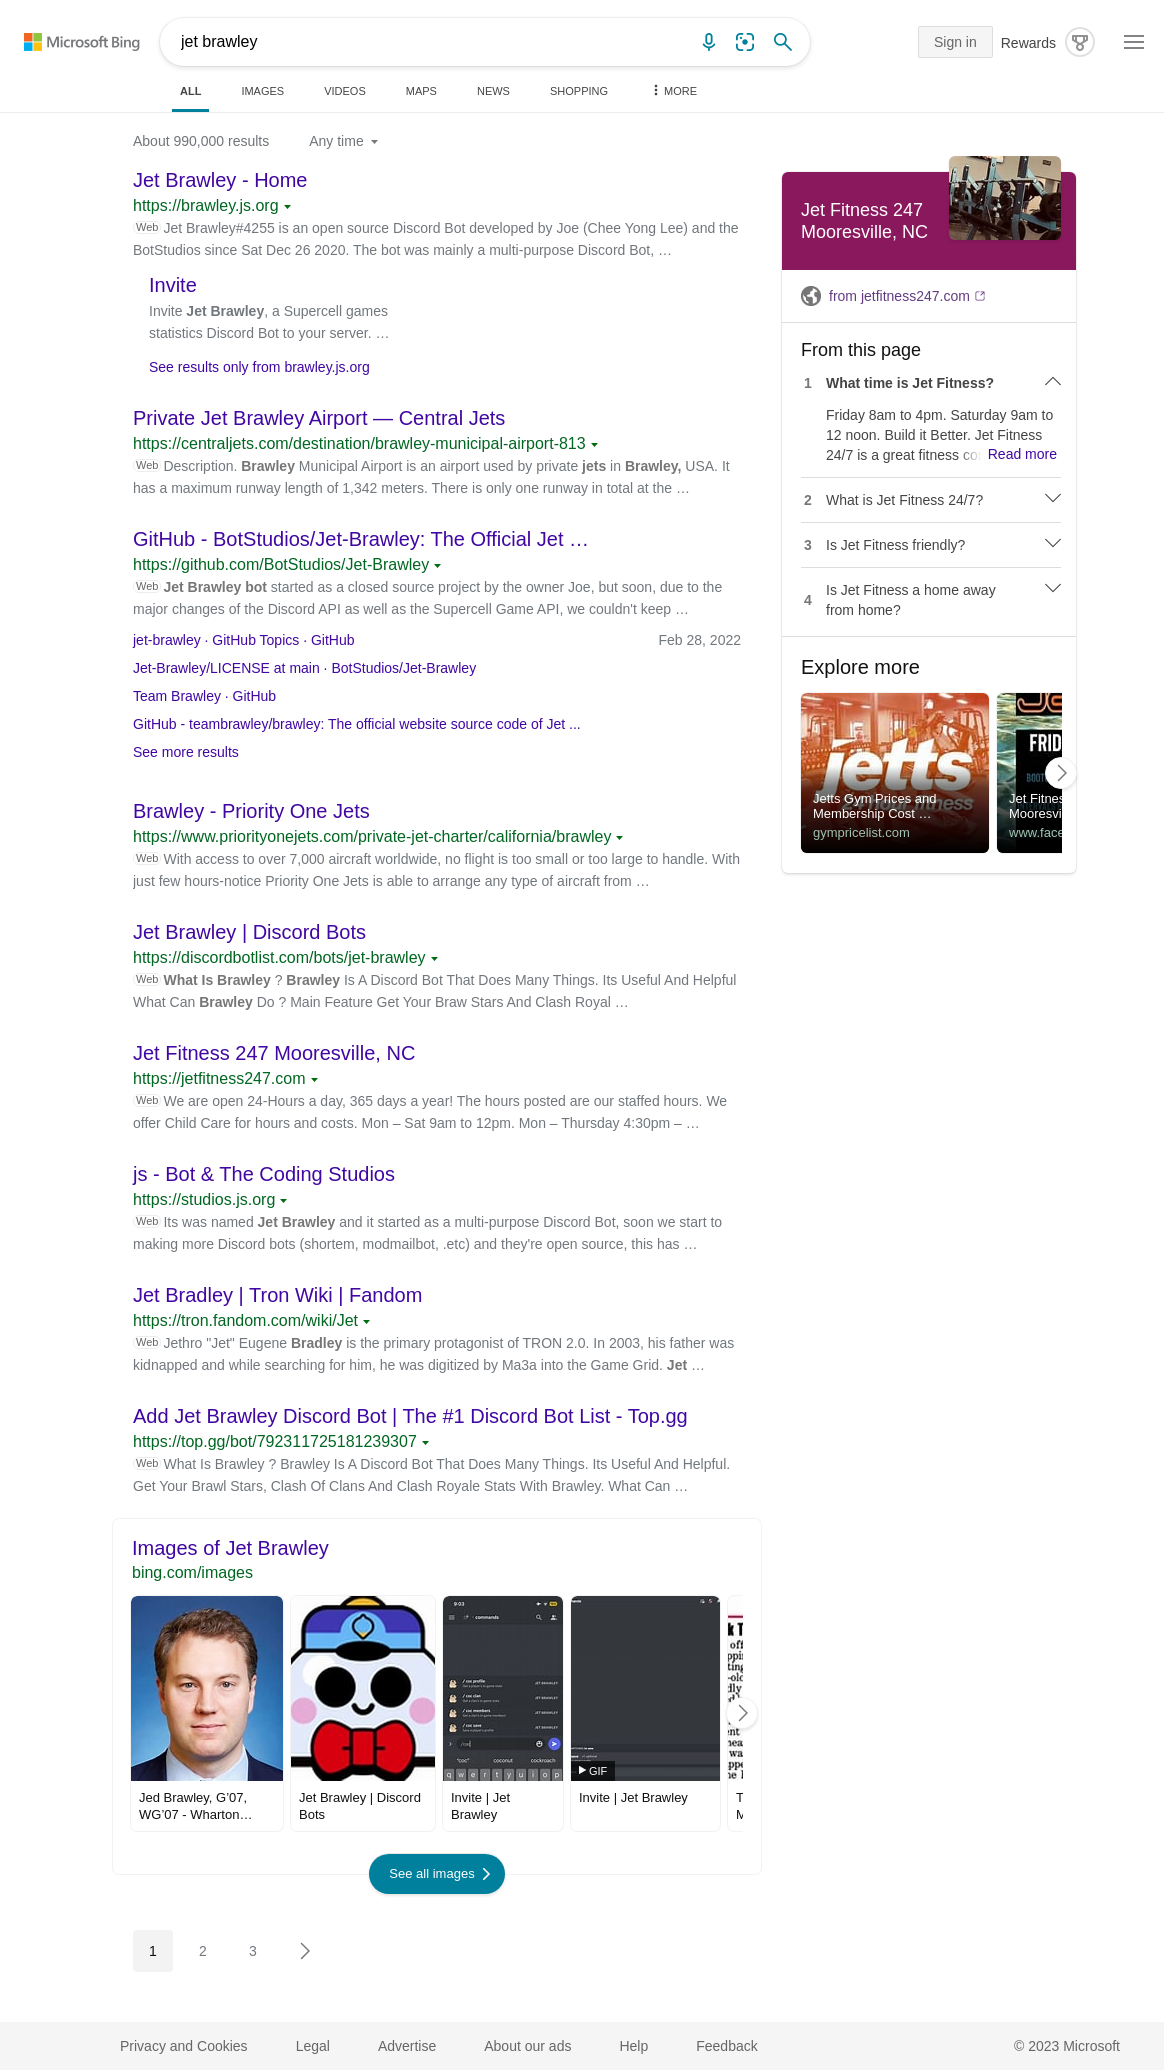 Microsoft Bing
jet brawley
Sign in
Rewards
ALL
IMAGES
VIDEOS
MAPS
NEWS
SHOPPING
MORE
About 990,000 results
Any time
Jet Brawley - Home
https://brawley.js.org
Web Jet Brawley#4255 is an open source Discord Bot developed by Joe (Chee Yong Lee) and the
BotStudios since Sat Dec 26 2020. The bot was mainly a multi-purpose Discord Bot, …
Invite
Invite Jet Brawley, a Supercell games
statistics Discord Bot to your server. …
See results only from brawley.js.org
Private Jet Brawley Airport — Central Jets
https://centraljets.com/destination/brawley-municipal-airport-813
Web Description. Brawley Municipal Airport is an airport used by private jets in Brawley, USA. It
has a maximum runway length of 1,342 meters. There is only one runway in total at the …
GitHub - BotStudios/Jet-Brawley: The Official Jet …
https://github.com/BotStudios/Jet-Brawley
Web Jet Brawley bot started as a closed source project by the owner Joe, but soon, due to the
major changes of the Discord API as well as the Supercell Game API, we couldn't keep …
jet-brawley · GitHub Topics · GitHub
Feb 28, 2022
Jet-Brawley/LICENSE at main · BotStudios/Jet-Brawley
Team Brawley · GitHub
GitHub - teambrawley/brawley: The official website source code of Jet ...
See more results
Brawley - Priority One Jets
https://www.priorityonejets.com/private-jet-charter/california/brawley
Web With access to over 7,000 aircraft worldwide, no flight is too small or too large to handle. With
just few hours-notice Priority One Jets is able to arrange any type of aircraft from …
Jet Brawley | Discord Bots
https://discordbotlist.com/bots/jet-brawley
Web What Is Brawley ? Brawley Is A Discord Bot That Does Many Things. Its Useful And Helpful
What Can Brawley Do ? Main Feature Get Your Braw Stars And Clash Royal …
Jet Fitness 247 Mooresville, NC
https://jetfitness247.com
Web We are open 24-Hours a day, 365 days a year! The hours posted are our staffed hours. We
offer Child Care for hours and costs. Mon – Sat 9am to 12pm. Mon – Thursday 4:30pm – …
js - Bot & The Coding Studios
https://studios.js.org
Web Its was named Jet Brawley and it started as a multi-purpose Discord Bot, soon we start to
making more Discord bots (shortem, modmailbot, .etc) and they're open source, this has …
Jet Bradley | Tron Wiki | Fandom
https://tron.fandom.com/wiki/Jet
Web Jethro "Jet" Eugene Bradley is the primary protagonist of TRON 2.0. In 2003, his father was
kidnapped and while searching for him, he was digitized by Ma3a into the Game Grid. Jet …
Add Jet Brawley Discord Bot | The #1 Discord Bot List - Top.gg
https://top.gg/bot/792311725181239307
Web What Is Brawley ? Brawley Is A Discord Bot That Does Many Things. Its Useful And Helpful.
Get Your Brawl Stars, Clash Of Clans And Clash Royale Stats With Brawley. What Can …
Images of Jet Brawley
bing.com/images
9:03
commands
/ coc profile
/ coc clan
/ coc members
/ coc save
"coc" coconut cockroach
q w e r t y u i o p
GIF
Jed Brawley, G'07,
WG'07 - Wharton…
Jet Brawley | Discord
Bots
Invite | Jet
Brawley
Invite | Jet Brawley
See all images
1
2
3
Jet Fitness 247
Mooresville, NC
from jetfitness247.com
From this page
1 What time is Jet Fitness?
Friday 8am to 4pm. Saturday 9am to
12 noon. Build it Better. Jet Fitness
24/7 is a great fitness co
Read more
2 What is Jet Fitness 24/7?
3 Is Jet Fitness friendly?
4 Is Jet Fitness a home away
from home?
Explore more
jetts
24 hour fitness
Jetts Gym Prices and
Membership Cost …
gympricelist.com
FRID
Jet Fitnes
Mooresvi
www.face
Privacy and Cookies
Legal
Advertise
About our ads
Help
Feedback
© 2023 Microsoft